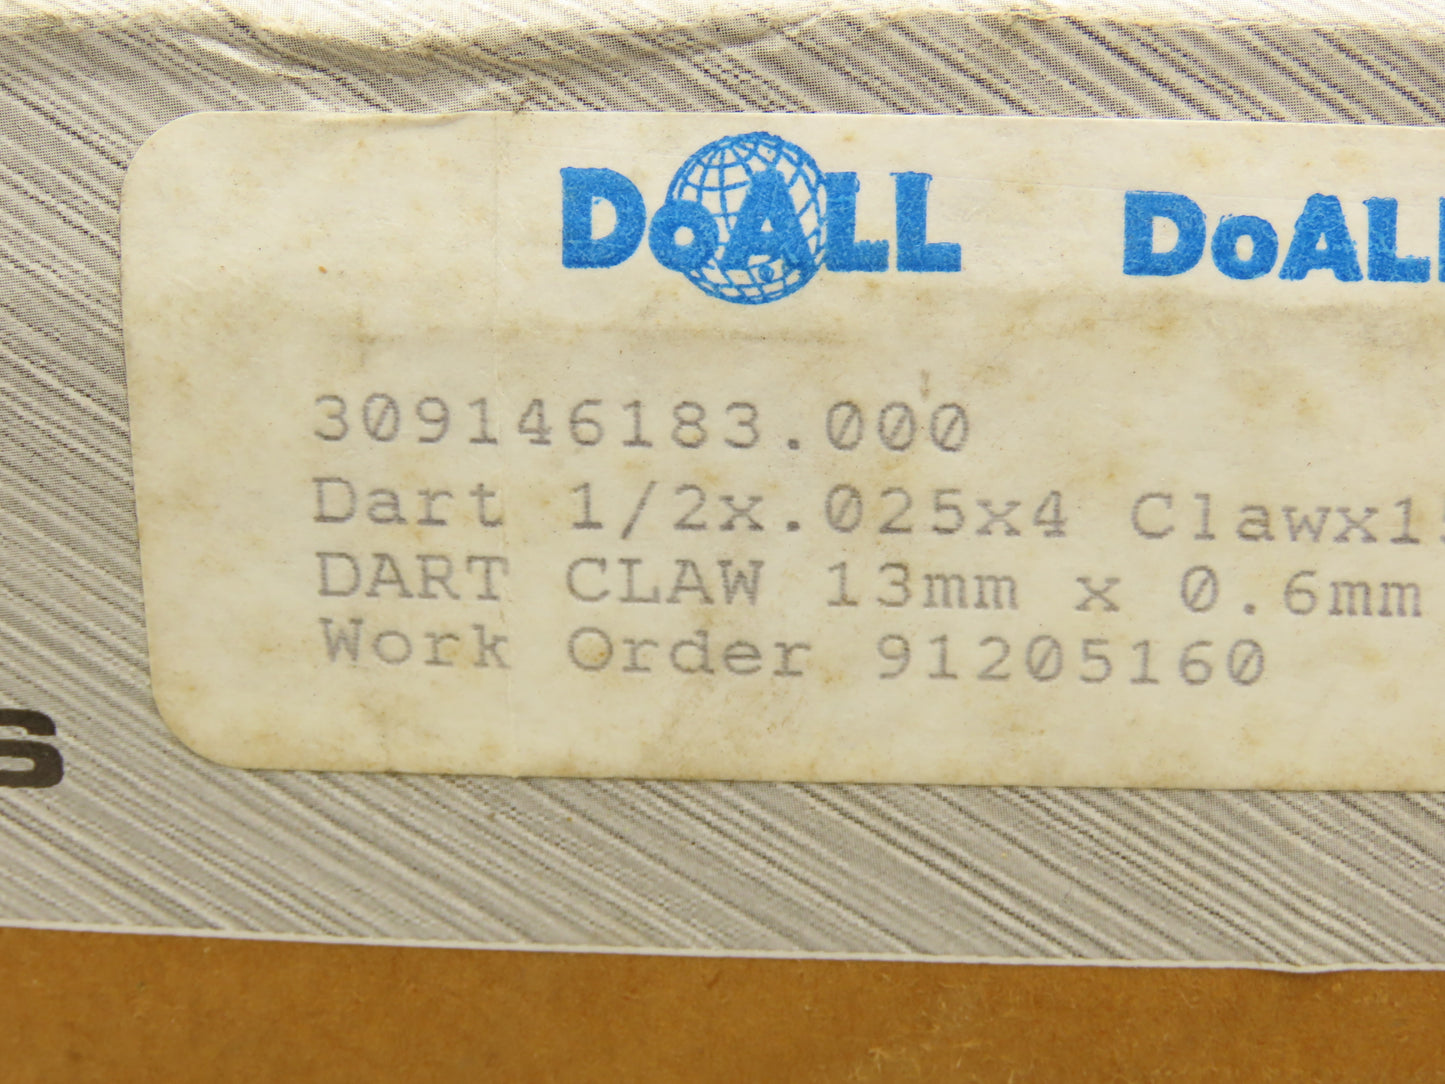 DoALL DoALL
309146183.000
Dart 1/2x.025x4 Clawx1
DART CLAW 13mm x 0.6mm
Work Order 91205160
S